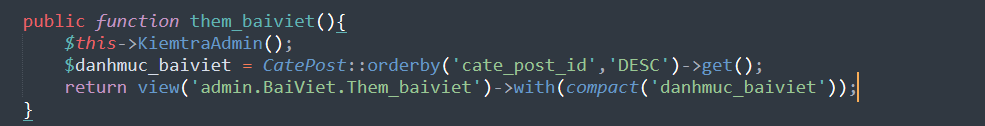 public function them_baiviet(){
$this->KiemtraAdmin();
$danhmuc_baiviet = CatePost::orderby('cate_post_id','DESC')->get();
return view('admin.BaiViet.Them_baiviet')->with(compact('danhmuc_baiviet'));
}